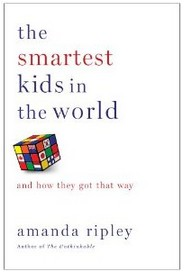 the
smartest
kids in
the world
and how they got that way
amanda ripley
Author of The Unthinkable